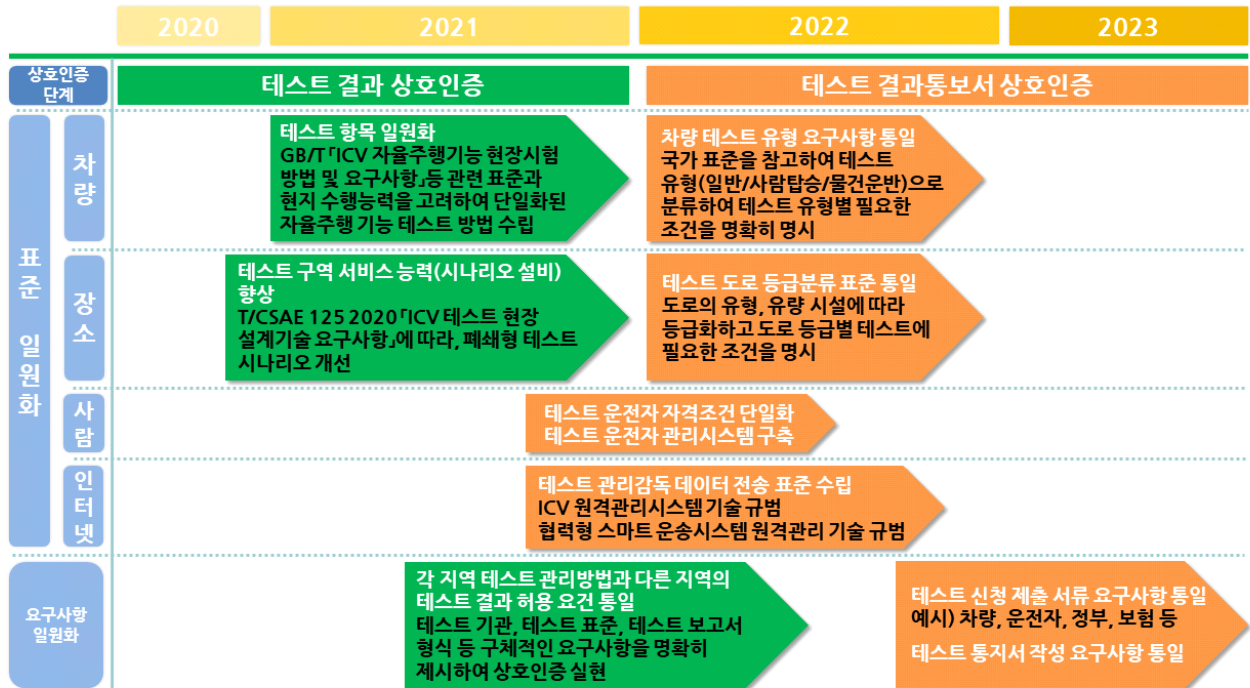 2020
2021
2022
2023
상호인증
단계
테스트 결과 상호인증
테스트 결과통보서 상호인증
표준 일원화
차량
테스트 항목 일원화
GB/T「ICV 자율주행기능 현장시험
방법 및 요구사항」등 관련 표준과
현지 수행능력을 고려하여 단일화된
자율주행 기능 테스트 방법 수립
차량 테스트 유형 요구사항 통일
국가 표준을 참고하여 테스트
유형(일반/사람탑승/물건운반)으로
분류하여 테스트 유형별 필요한
조건을 명확히 명시
장소
테스트 구역 서비스 능력(시나리오 설비)
향상
T/CSAE 125 2020「ICV 테스트 현장
설계기술 요구사항」에 따라, 폐쇄형 테스트
시나리오 개선
테스트 도로 등급분류 표준 통일
도로의 유형, 유량 시설에 따라
등급화하고 도로 등급별 테스트에
필요한 조건을 명시
사람
테스트 운전자 자격조건 단일화
테스트 운전자 관리시스템 구축
인터넷
테스트 관리감독 데이터 전송 표준 수립
ICV 원격관리시스템 기술 규범
협력형 스마트 운송시스템 원격관리 기술 규범
요구사항
일원화
각 지역 테스트 관리방법과 다른 지역의
테스트 결과 허용 요건 통일
테스트 기관, 테스트 표준, 테스트 보고서
형식 등 구체적인 요구사항을 명확히
제시하여 상호인증 실현
테스트 신청 제출 서류 요구사항 통일
예시) 차량, 운전자, 정부, 보험 등
테스트 통지서 작성 요구사항 통일